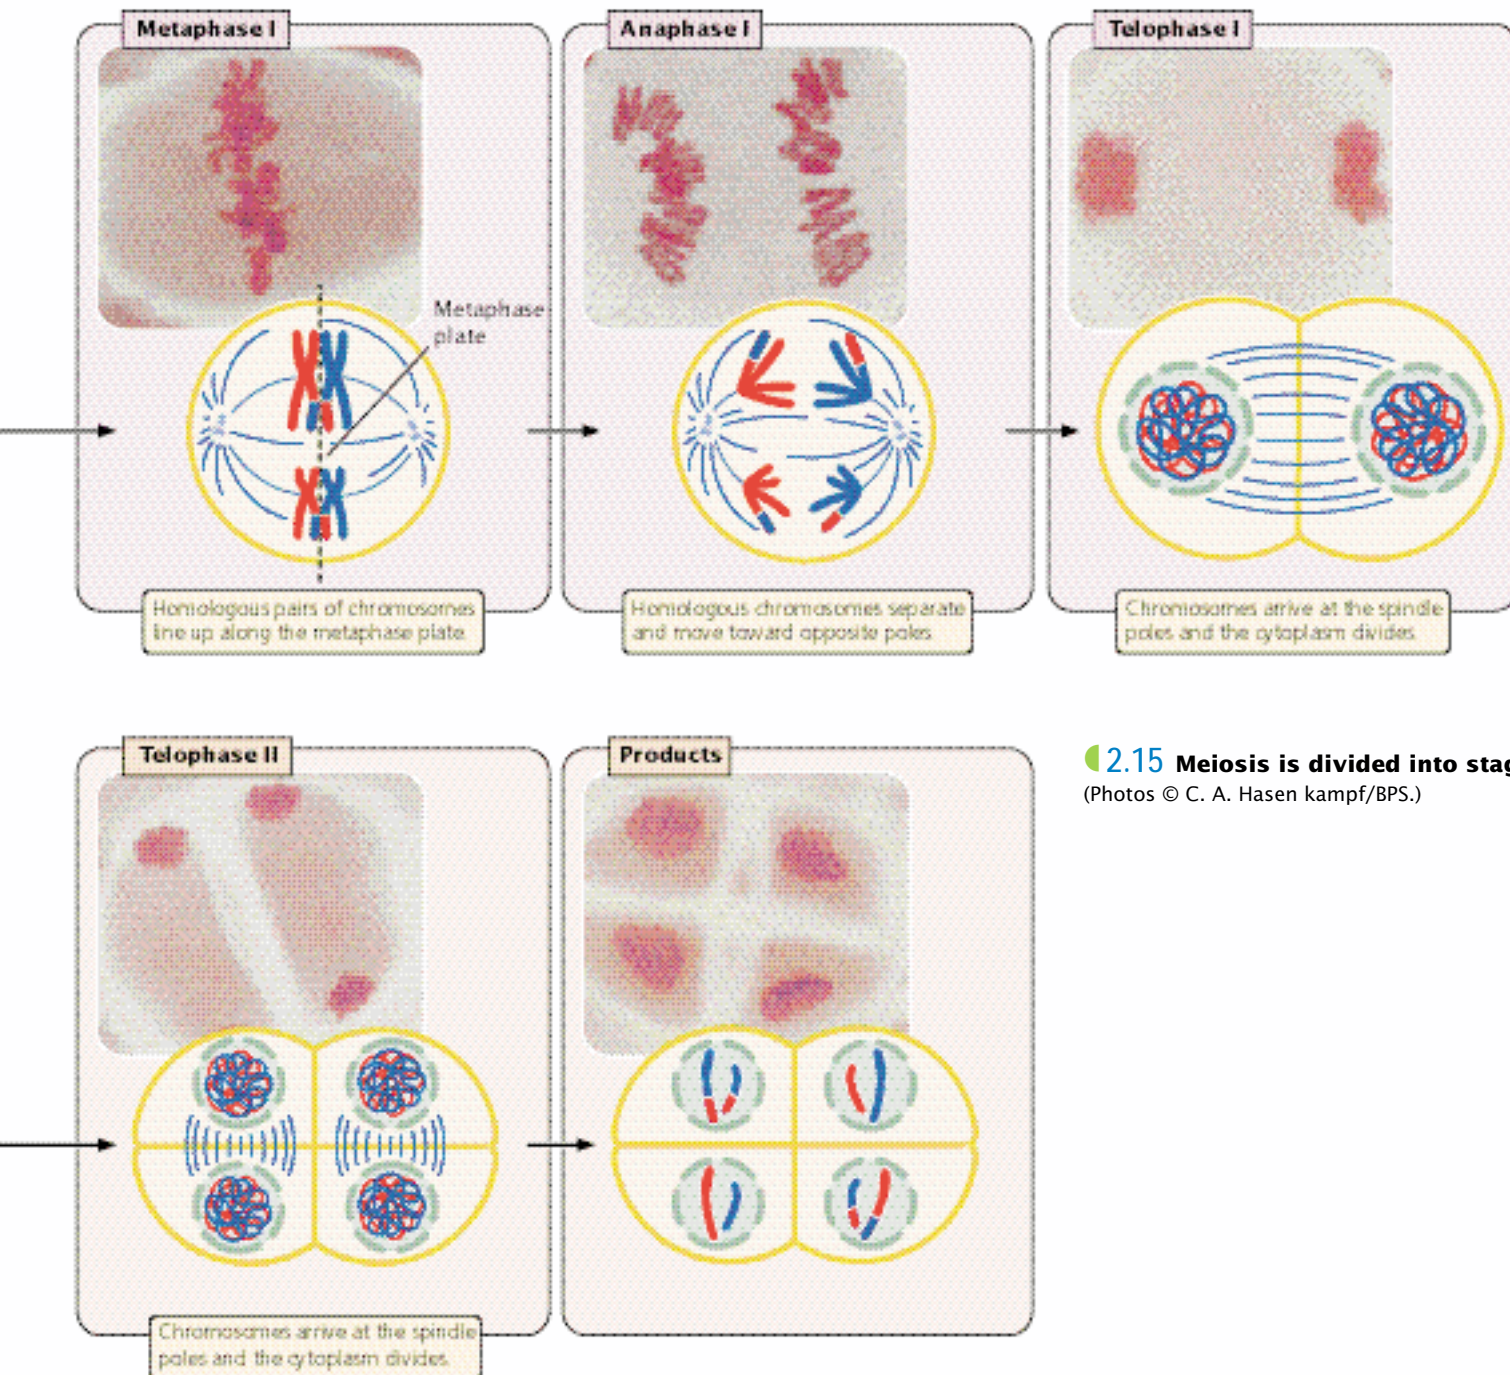 Metaphase I
Anaphase I
Telophase I
Metaphase
plate
Homologous pairs of chromosomes
line up along the metaphase plate.
Homologous chromosomes separate
and move toward opposite poles.
Chromosomes arrive at the spindle
poles and the cytoplasm divides.
Telophase II
Products
2.15 Meiosis is divided into stag
(Photos © C. A. Hasen kampf/BPS.)
Chromosomes arrive at the spindle
poles and the cytoplasm divides.